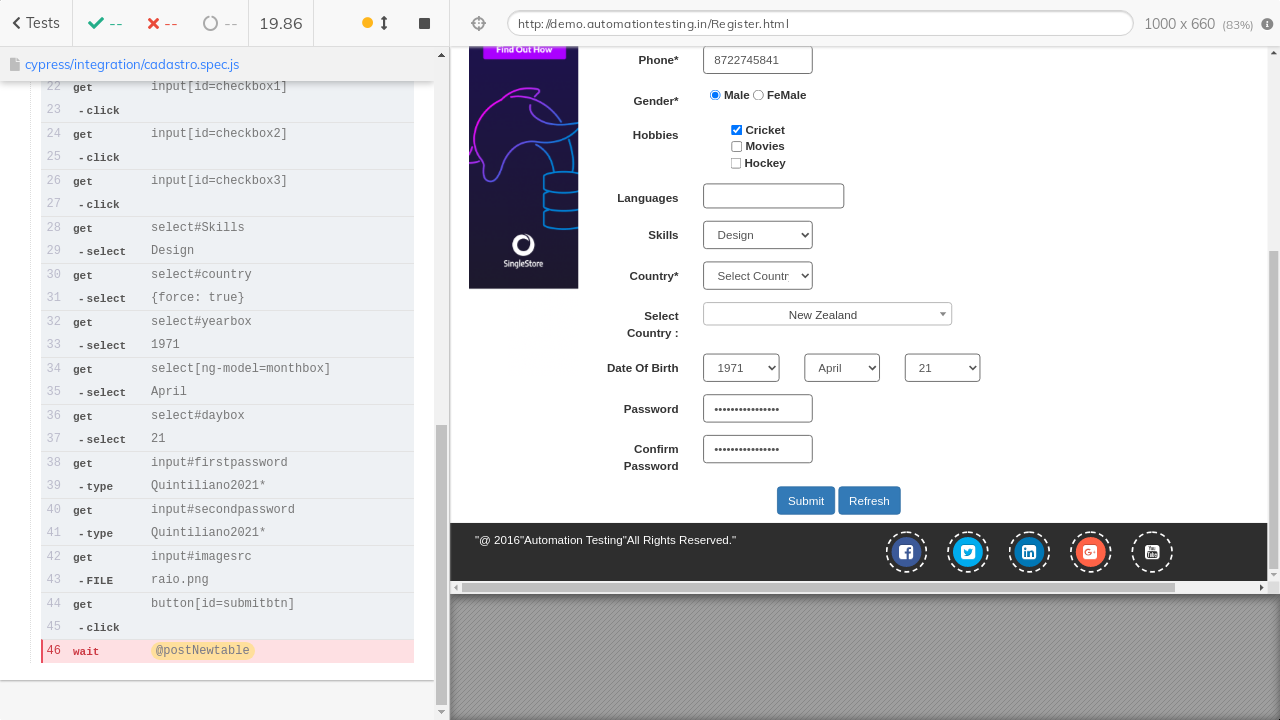 Tests
--
--
--
19.86
http://demo.automationtesting.in/Register.html
1000 x 660 (83%)
cypress/integration/cadastro.spec.js
22 get input[id=checkbox1]
23 - click
24 get input[id=checkbox2]
25 - click
26 get input[id=checkbox3]
27 - click
28 get select#Skills
29 - select Design
30 get select#country
31 - select {force: true}
32 get select#yearbox
33 - select 1971
34 get select[ng-model=monthbox]
35 - select April
36 get select#daybox
37 - select 21
38 get input#firstpassword
39 - type Quintiliano2021*
40 get input#secondpassword
41 - type Quintiliano2021*
42 get input#imagesrc
43 - FILE raio.png
44 get button[id=submitbtn]
45 - click
46 wait @postNewtable
Find Out How
SingleStore
Phone* 8722745841
Gender* Male FeMale
Hobbies Cricket
Movies
Hockey
Languages
Skills Design
Country* Select Countr
Select New Zealand
Country :
Date Of Birth 1971 April 21
Password ••••••••••••••••
Confirm ••••••••••••••••
Password
Submit Refresh
"@ 2016"Automation Testing"All Rights Reserved."
You
Tube